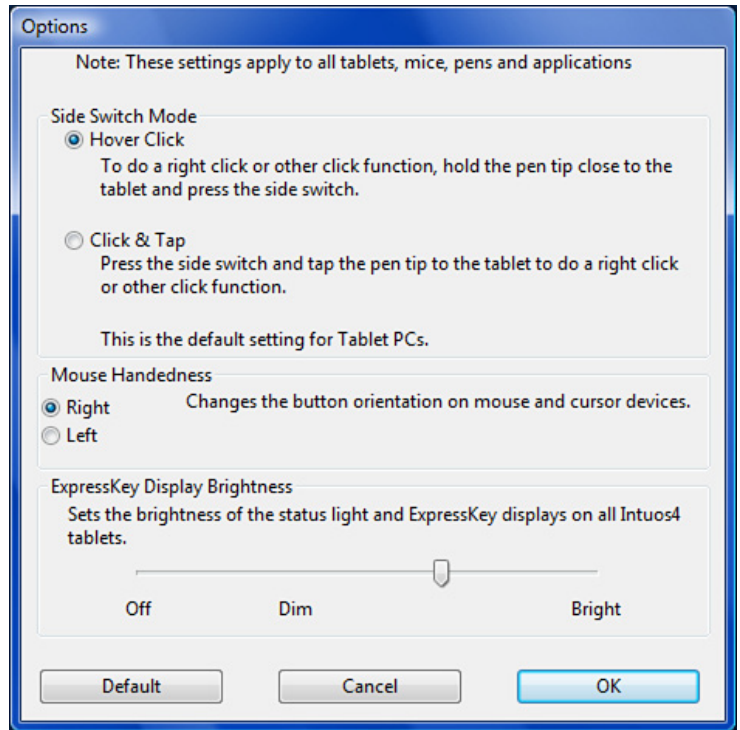 Options
Note: These settings apply to all tablets, mice, pens and applications
Side Switch Mode
Hover Click
To do a right click or other click function, hold the pen tip close to the
tablet and press the side switch.
Click & Tap
Press the side switch and tap the pen tip to the tablet to do a right click
or other click function.
This is the default setting for Tablet PCs.
Mouse Handedness
Right
Changes the button orientation on mouse and cursor devices.
Left
ExpressKey Display Brightness
Sets the brightness of the status light and ExpressKey displays on all Intuos4
tablets.
Off Dim Bright
Default Cancel OK